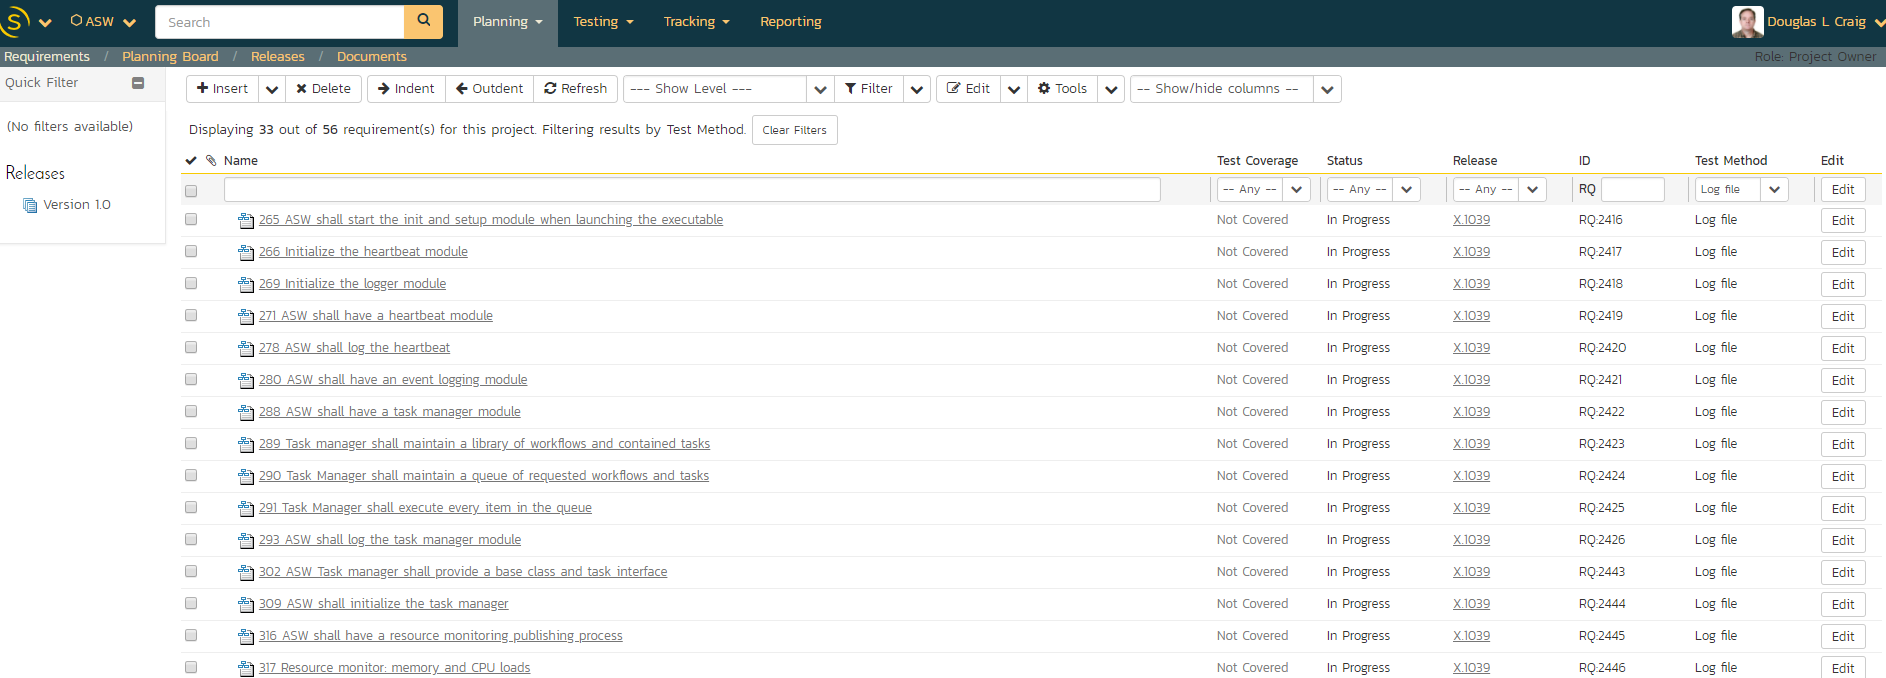 ASW Search Planning Testing Tracking Reporting Douglas L Craig
Requirements / Planning Board / Releases / Documents Role: Project Owner
Quick Filter
(No filters available)
Releases
Version 1.0
Insert Delete Indent Outdent Refresh --- Show Level --- Filter Edit Tools -- Show/hide columns --
Displaying 33 out of 56 requirement(s) for this project. Filtering results by Test Method. Clear Filters
Name Test Coverage Status Release ID Test Method Edit
-- Any -- -- Any -- -- Any -- RQ Log file Edit
265 ASW shall start the init and setup module when launching the executable Not Covered In Progress X.1039 RQ:2416 Log file Edit
266 Initialize the heartbeat module Not Covered In Progress X.1039 RQ:2417 Log file Edit
269 Initialize the logger module Not Covered In Progress X.1039 RQ:2418 Log file Edit
271 ASW shall have a heartbeat module Not Covered In Progress X.1039 RQ:2419 Log file Edit
278 ASW shall log the heartbeat Not Covered In Progress X.1039 RQ:2420 Log file Edit
280 ASW shall have an event logging module Not Covered In Progress X.1039 RQ:2421 Log file Edit
288 ASW shall have a task manager module Not Covered In Progress X.1039 RQ:2422 Log file Edit
289 Task manager shall maintain a library of workflows and contained tasks Not Covered In Progress X.1039 RQ:2423 Log file Edit
290 Task Manager shall maintain a queue of requested workflows and tasks Not Covered In Progress X.1039 RQ:2424 Log file Edit
291 Task Manager shall execute every item in the queue Not Covered In Progress X.1039 RQ:2425 Log file Edit
293 ASW shall log the task manager module Not Covered In Progress X.1039 RQ:2426 Log file Edit
302 ASW Task manager shall provide a base class and task interface Not Covered In Progress X.1039 RQ:2443 Log file Edit
309 ASW shall initialize the task manager Not Covered In Progress X.1039 RQ:2444 Log file Edit
316 ASW shall have a resource monitoring publishing process Not Covered In Progress X.1039 RQ:2445 Log file Edit
317 Resource monitor: memory and CPU loads Not Covered In Progress X.1039 RQ:2446 Log file Edit